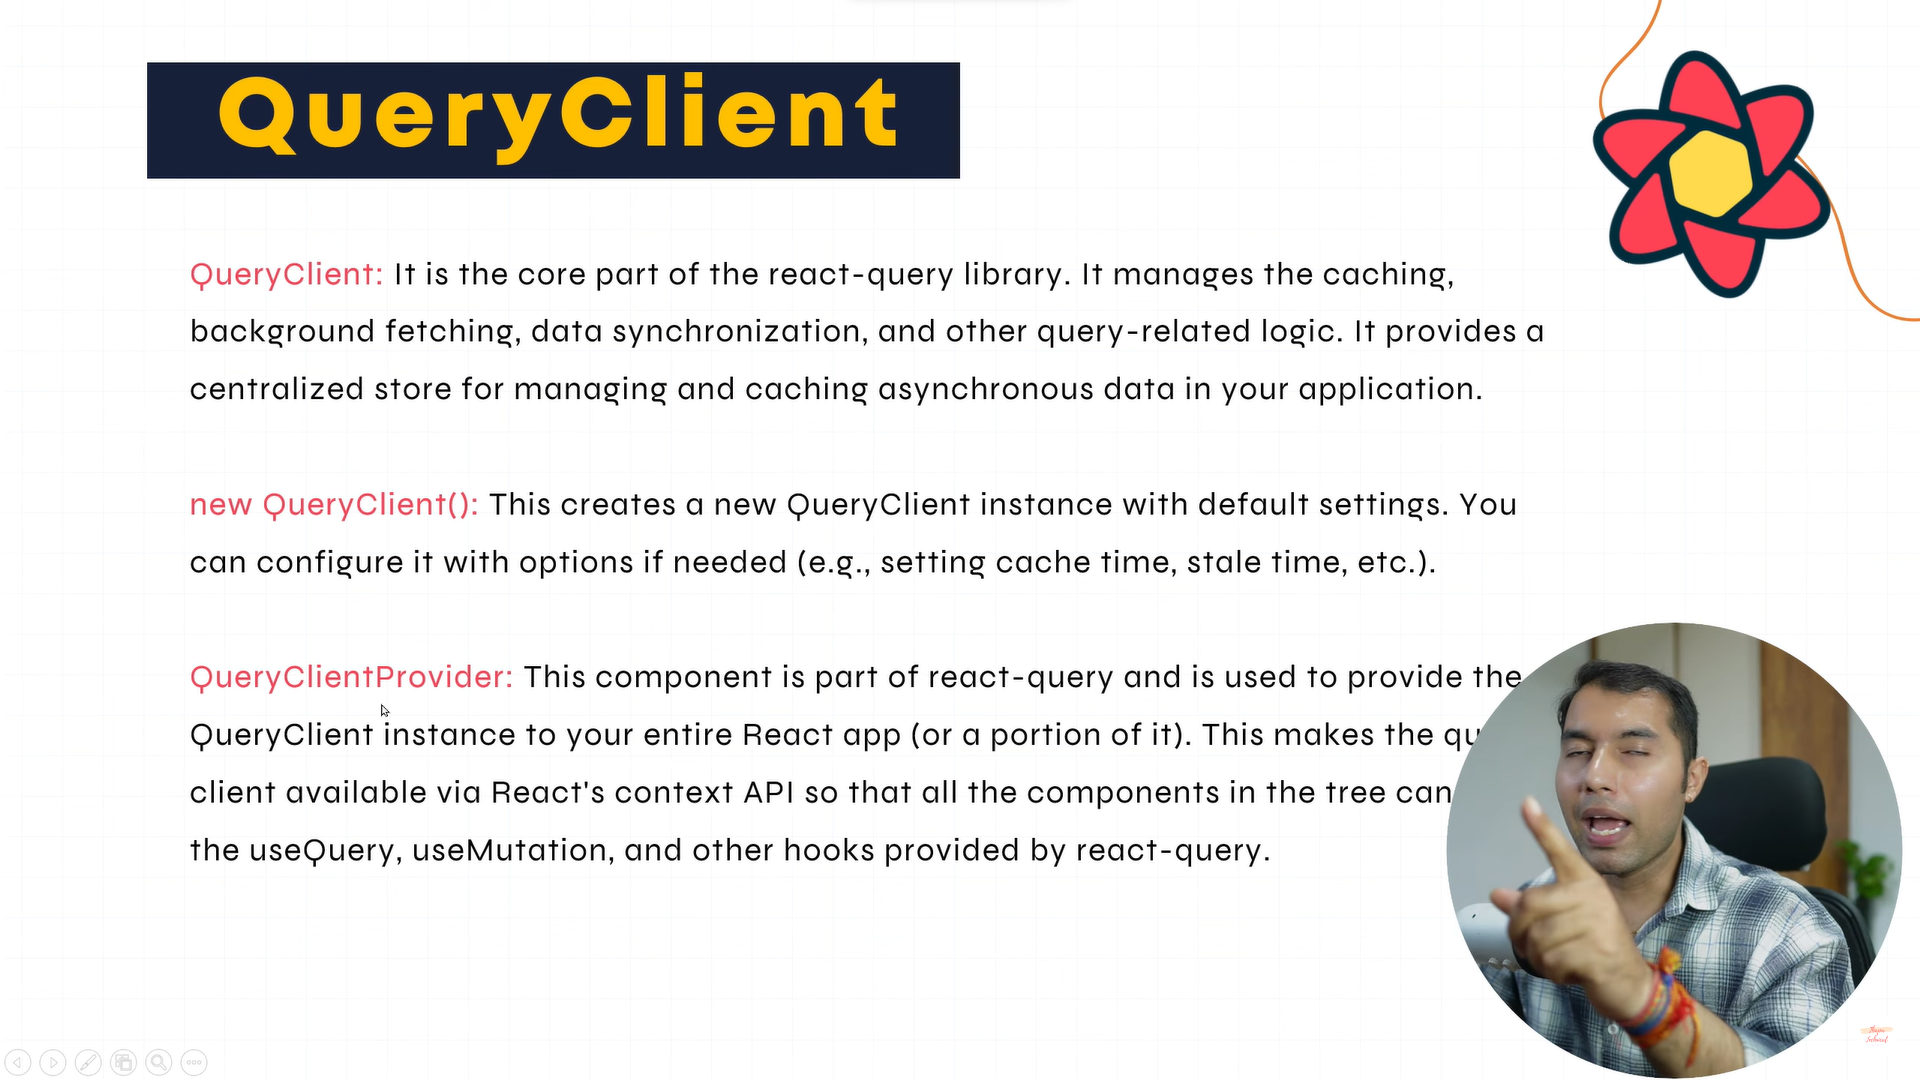 QueryClient
QueryClient: It is the core part of the react-query library. It manages the caching,
background fetching, data synchronization, and other query-related logic. It provides a
centralized store for managing and caching asynchronous data in your application.
new QueryClient(): This creates a new QueryClient instance with default settings. You
can configure it with options if needed (e.g., setting cache time, stale time, etc.).
QueryClientProvider: This component is part of react-query and is used to provide the
QueryClient instance to your entire React app (or a portion of it). This makes the
client available via React's context API so that all the components in the tree can
the useQuery, useMutation, and other hooks provided by react-query.